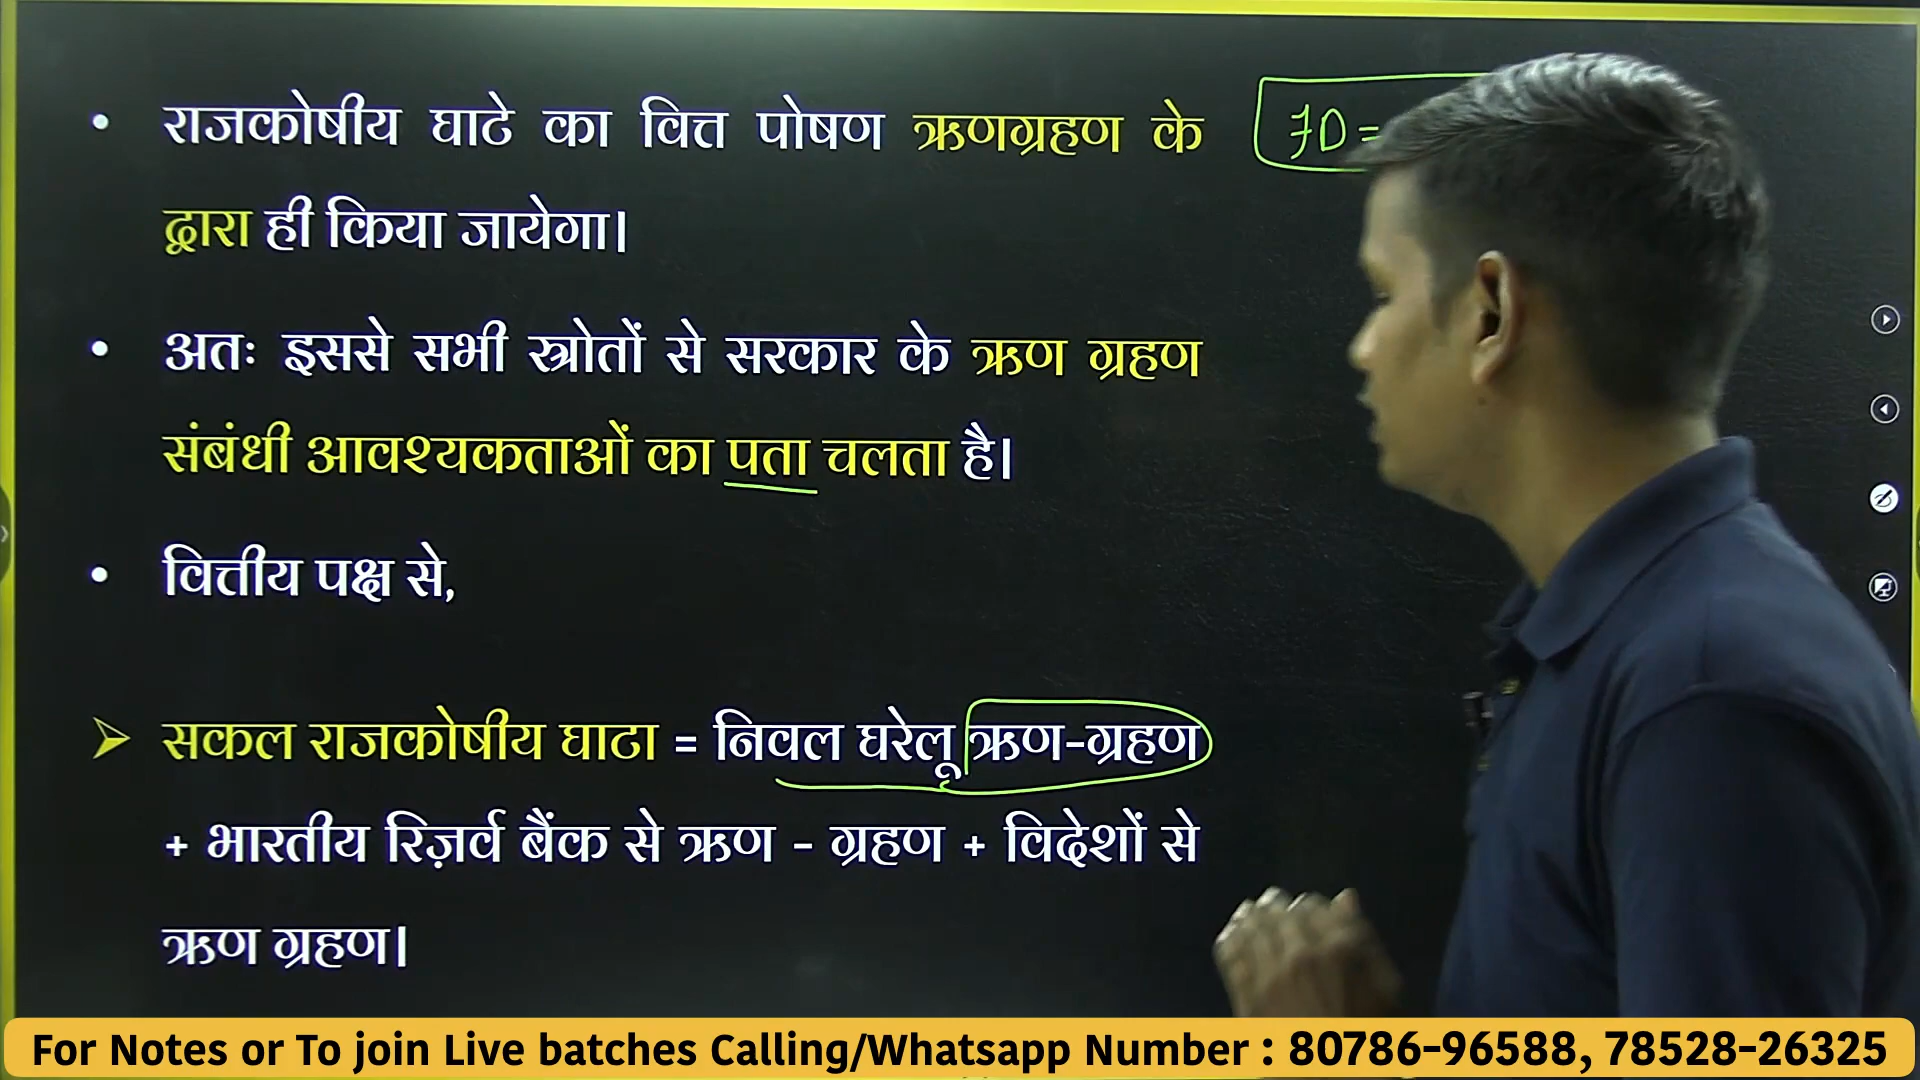 • राजकोषीय घाटे का वित्त पोषण ऋणग्रहण के
द्वारा ही किया जायेगा।
FD =
• अतः इससे सभी स्त्रोतों से सरकार के ऋण ग्रहण
संबंधी आवश्यकताओं का पता चलता है।
• वित्तीय पक्ष से,
➢ सकल राजकोषीय घाटा = निवल घरेलू ऋण-ग्रहण
+ भारतीय रिज़र्व बैंक से ऋण - ग्रहण + विदेशों से
ऋण ग्रहण।
For Notes or To join Live batches Calling/Whatsapp Number : 80786-96588, 78528-26325